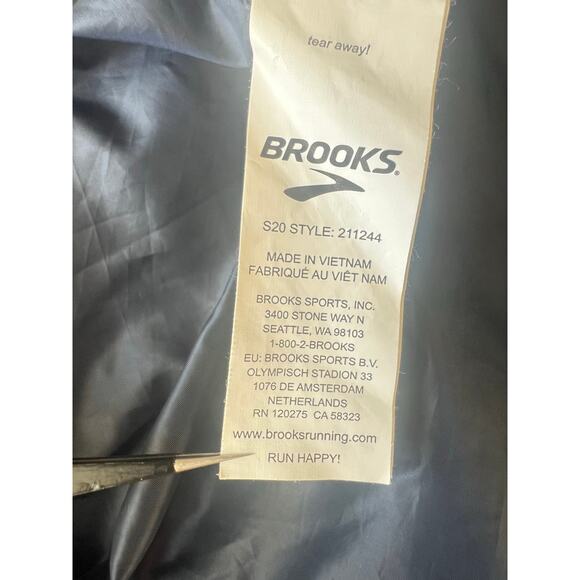 tear away!
BROOKS®
S20 STYLE: 211244
MADE IN VIETNAM
FABRIQUÉ AU VIÊT NAM
BROOKS SPORTS, INC.
3400 STONE WAY N
SEATTLE, WA 98103
1-800-2-BROOKS
EU: BROOKS SPORTS B.V.
OLYMPISCH STADION 33
1076 DE AMSTERDAM
NETHERLANDS
RN 120275 CA 58323
www.brooksrunning.com
RUN HAPPY!